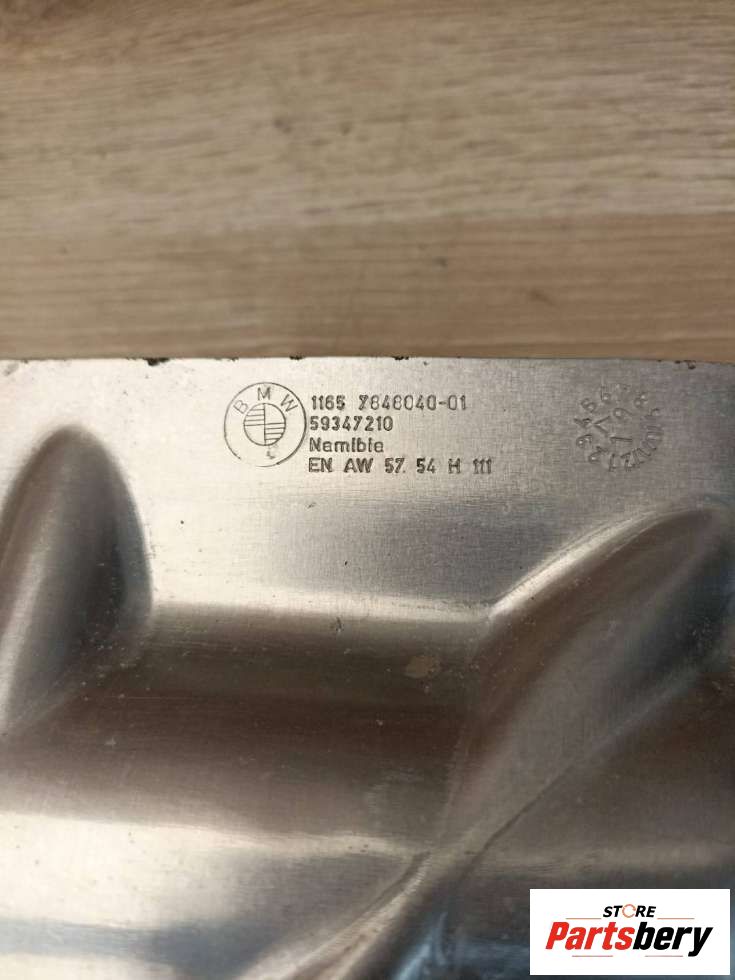 BMW
1165 7848040-01
59347210
Namibia
EN AW 57 54 H 111
STORE
Partsbery